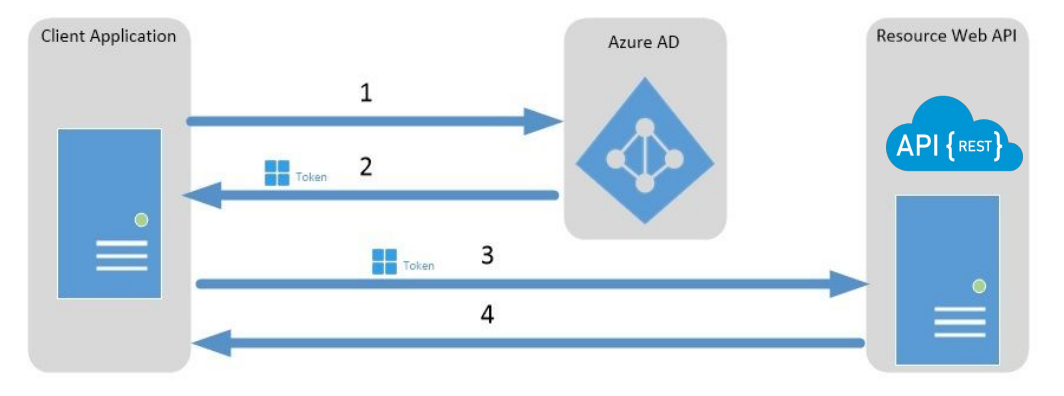 Client Application
Azure AD
Resource Web API
1
API {REST}
Token
2
Token
3
4